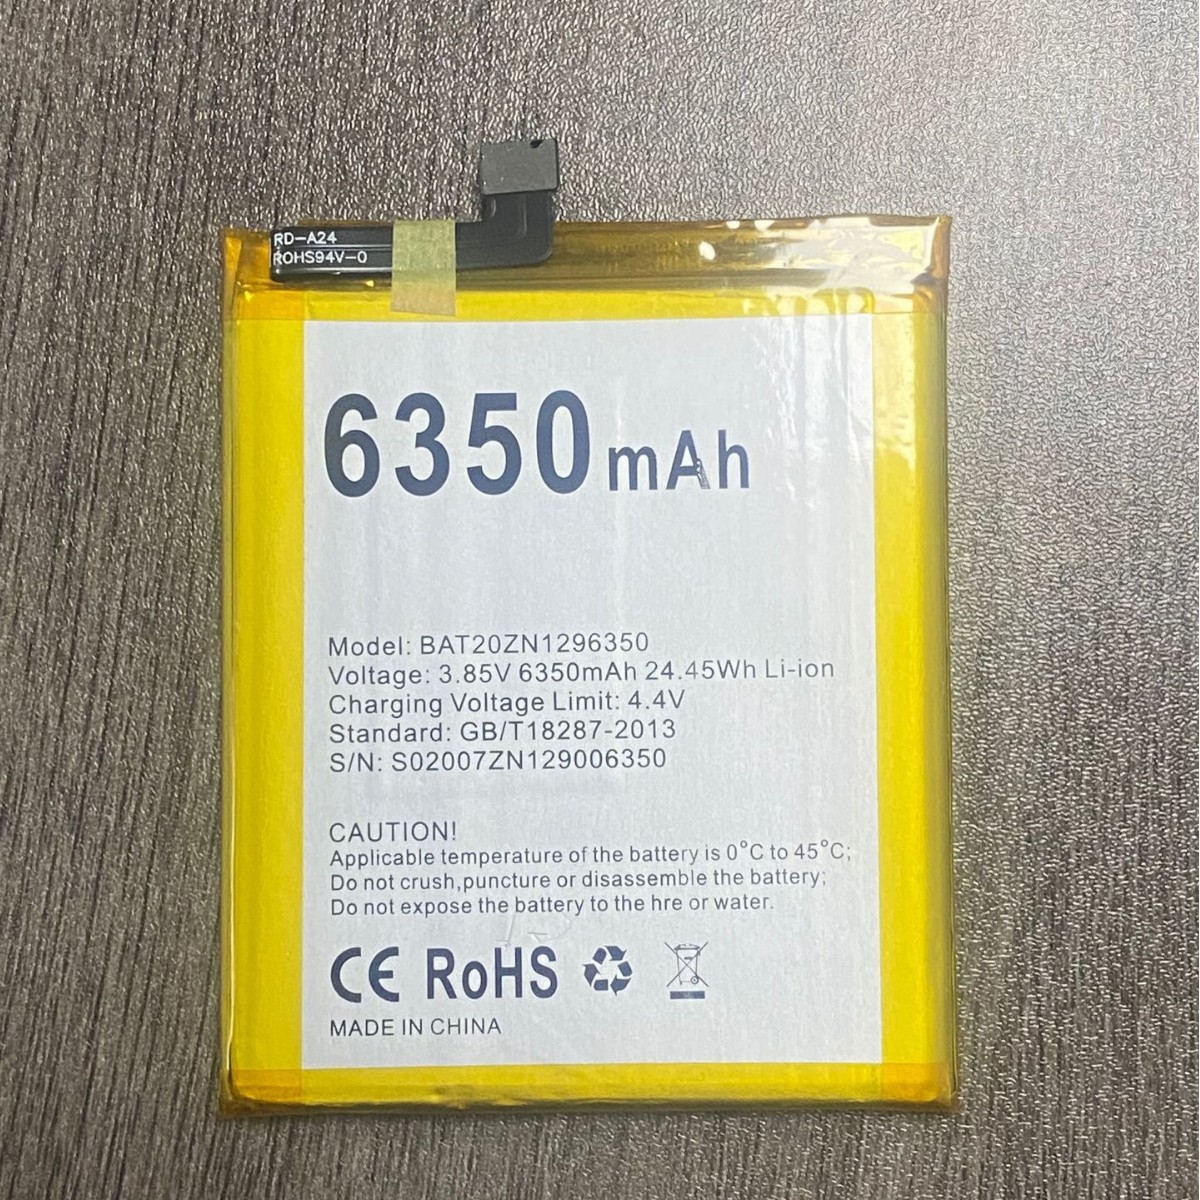 RD-A24
ROHS94V-0
6350mAh
Model: BAT20ZN1296350
Voltage: 3.85V 6350mAh 24.45Wh Li-ion
Charging Voltage Limit: 4.4V
Standard: GB/T18287-2013
S/N: S02007ZN129006350
CAUTION!
Applicable temperature of the battery is 0°C to 45°C;
Do not crush,puncture or disassemble the battery;
Do not expose the battery to the hre or water.
CE RoHS
MADE IN CHINA